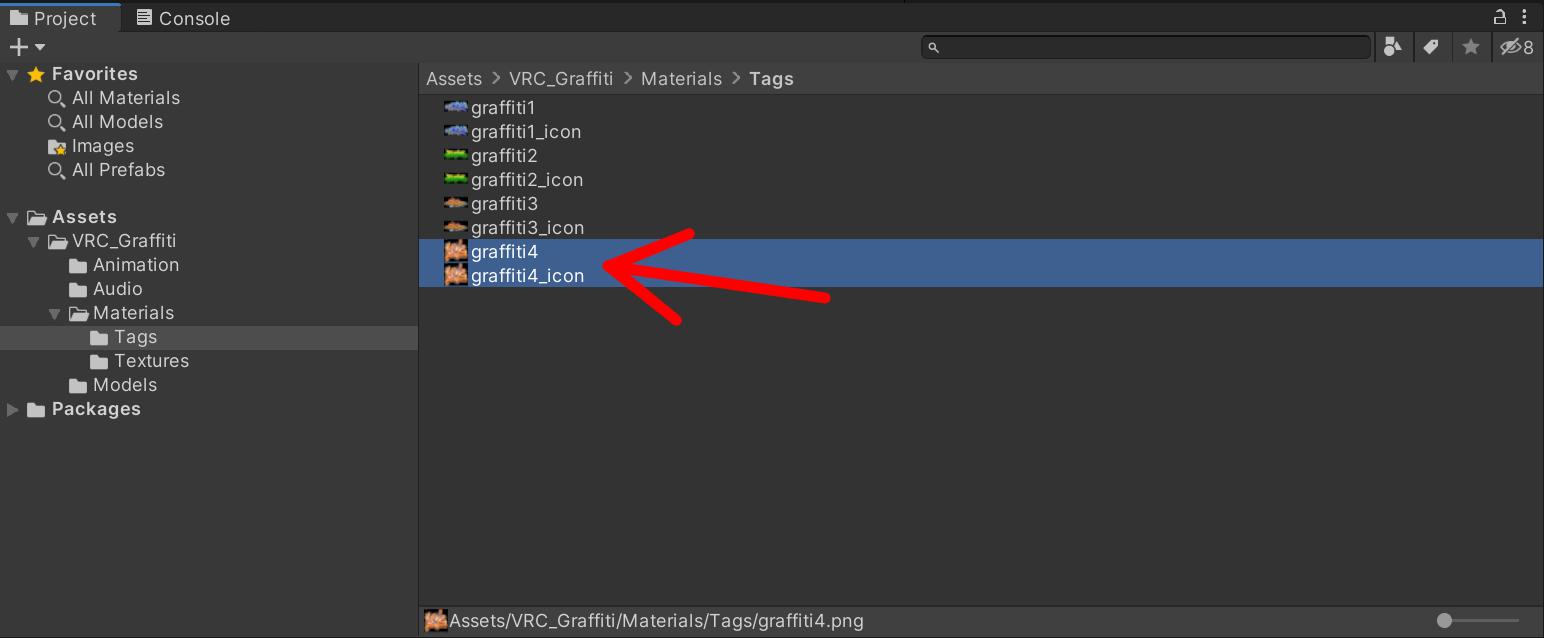 Project Console
8
Favorites
All Materials
All Models
Images
All Prefabs
Assets
VRC_Graffiti
Animation
Audio
Materials
Tags
Textures
Models
Packages
Assets > VRC_Graffiti > Materials > Tags
graffiti1
graffiti1_icon
graffiti2
graffiti2_icon
graffiti3
graffiti3_icon
graffiti4
graffiti4_icon
Assets/VRC_Graffiti/Materials/Tags/graffiti4.png